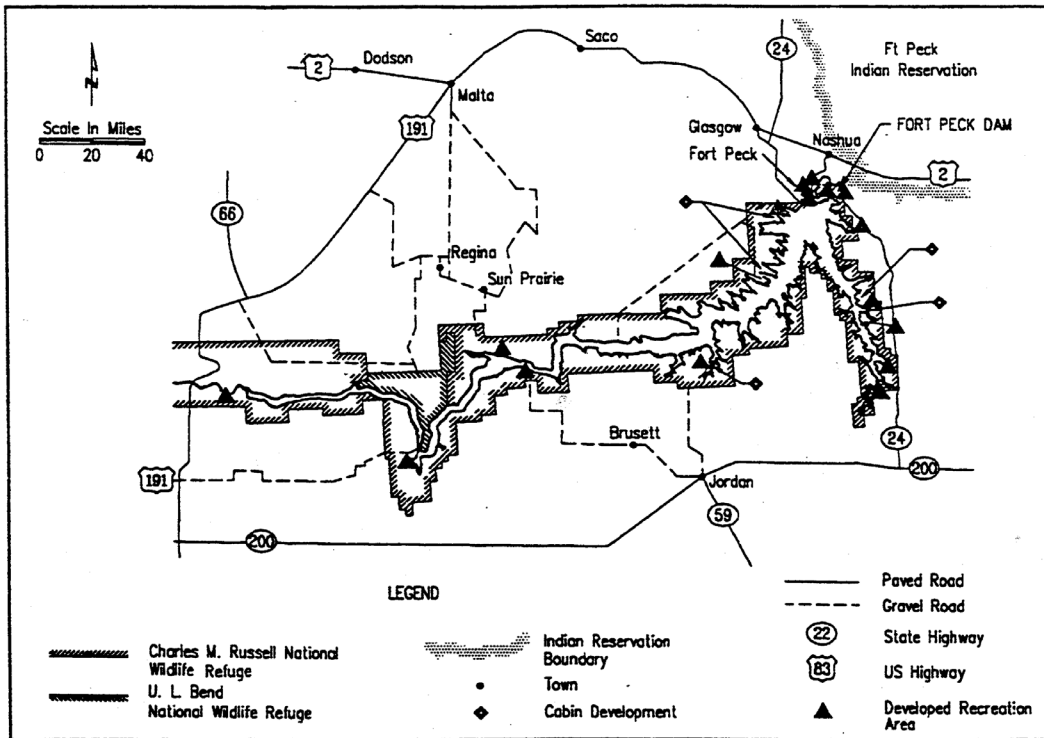 Saco
24
Ft Peck
Indian Reservation
2
Dodson
Malta
N
Scale In Miles
0 20 40
191
Glasgow
FORT PECK DAM
Nashua
Fort Peck
2
66
Regina
Sun Prairie
Brusett
24
191
Jordan
200
59
200
LEGEND
Charles M. Russell National
Wildlife Refuge
U. L. Bend
National Wildlife Refuge
Indian Reservation
Boundary
Town
Cabin Development
Paved Road
Gravel Road
22 State Highway
83 US Highway
Developed Recreation
Area